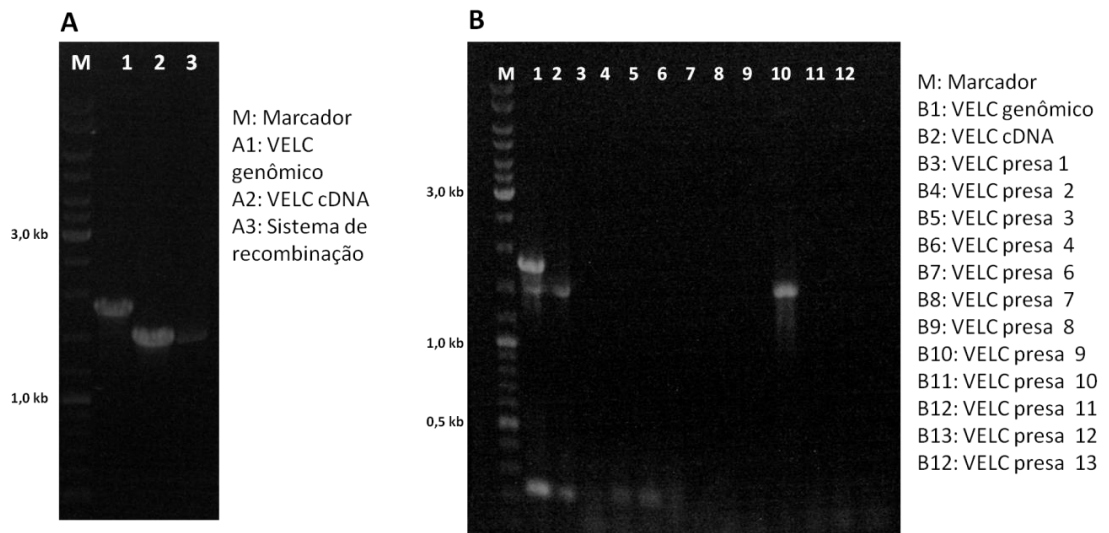 A
M 1 2 3
3,0 kb
1,0 kb
M: Marcador
A1: VELC
genômico
A2: VELC cDNA
A3: Sistema de
recombinação
B
M 1 2 3 4 5 6 7 8 9 10 11 12
3,0 kb
1,0 kb
0,5 kb
M: Marcador
B1: VELC genômico
B2: VELC cDNA
B3: VELC presa 1
B4: VELC presa 2
B5: VELC presa 3
B6: VELC presa 4
B7: VELC presa 6
B8: VELC presa 7
B9: VELC presa 8
B10: VELC presa 9
B11: VELC presa 10
B12: VELC presa 11
B13: VELC presa 12
B12: VELC presa 13